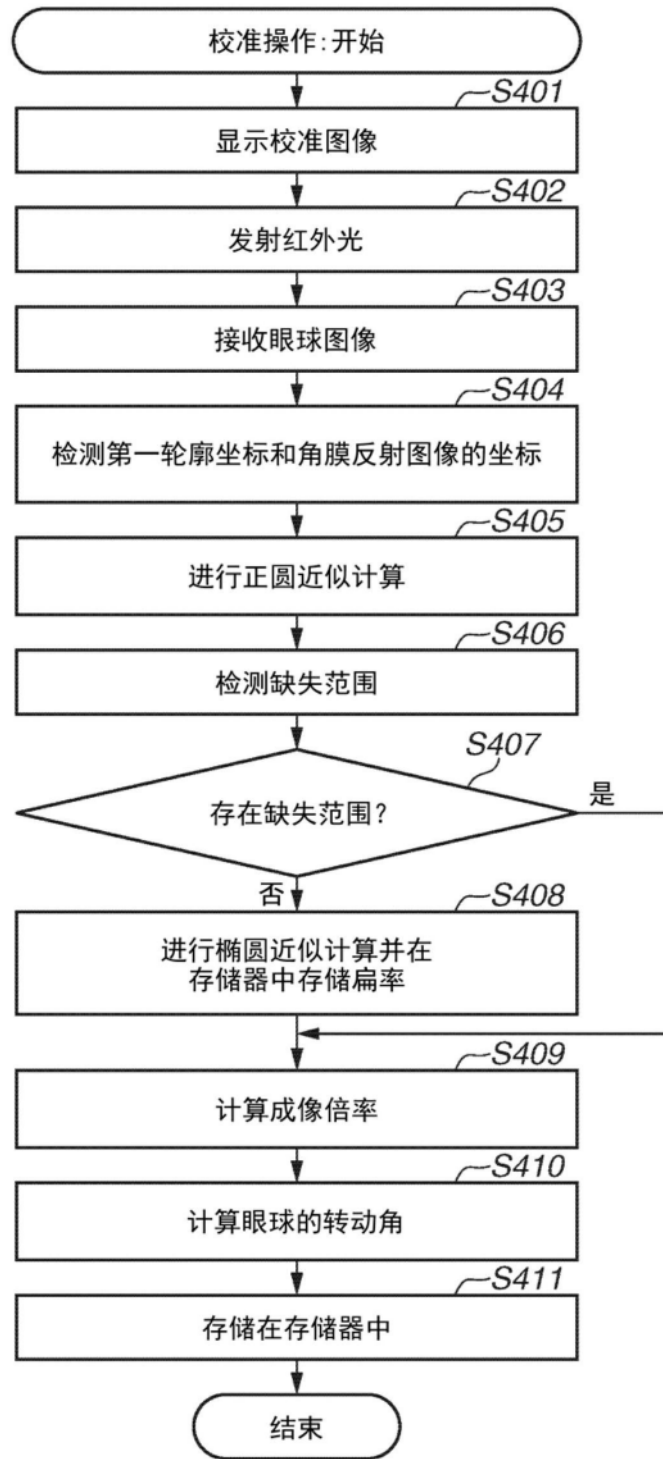 校准操作:开始
S401
显示校准图像
S402
发射红外光
S403
接收眼球图像
S404
检测第一轮廓坐标和角膜反射图像的坐标
S405
进行正圆近似计算
S406
检测缺失范围
S407
存在缺失范围?
是
否
S408
进行椭圆近似计算并在
存储器中存储扁率
S409
计算成像倍率
S410
计算眼球的转动角
S411
存储在存储器中
结束